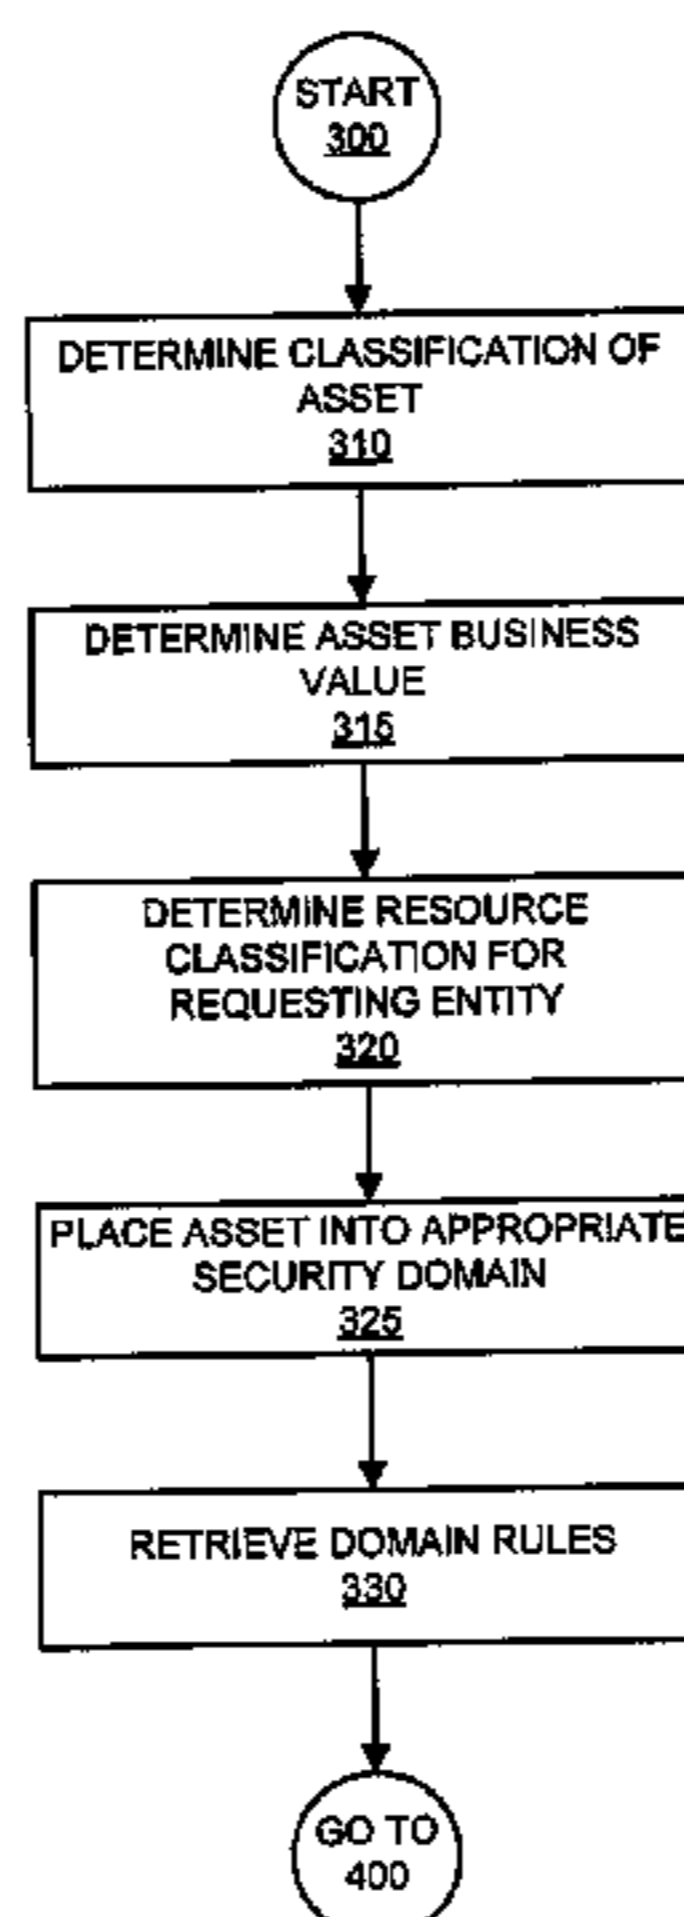 START
300
DETERMINE CLASSIFICATION OF
ASSET
310
DETERMINE ASSET BUSINESS
VALUE
315
DETERMINE RESOURCE
CLASSIFICATION FOR
REQUESTING ENTITY
320
PLACE ASSET INTO APPROPRIATE
SECURITY DOMAIN
325
RETRIEVE DOMAIN RULES
330
GO TO
400